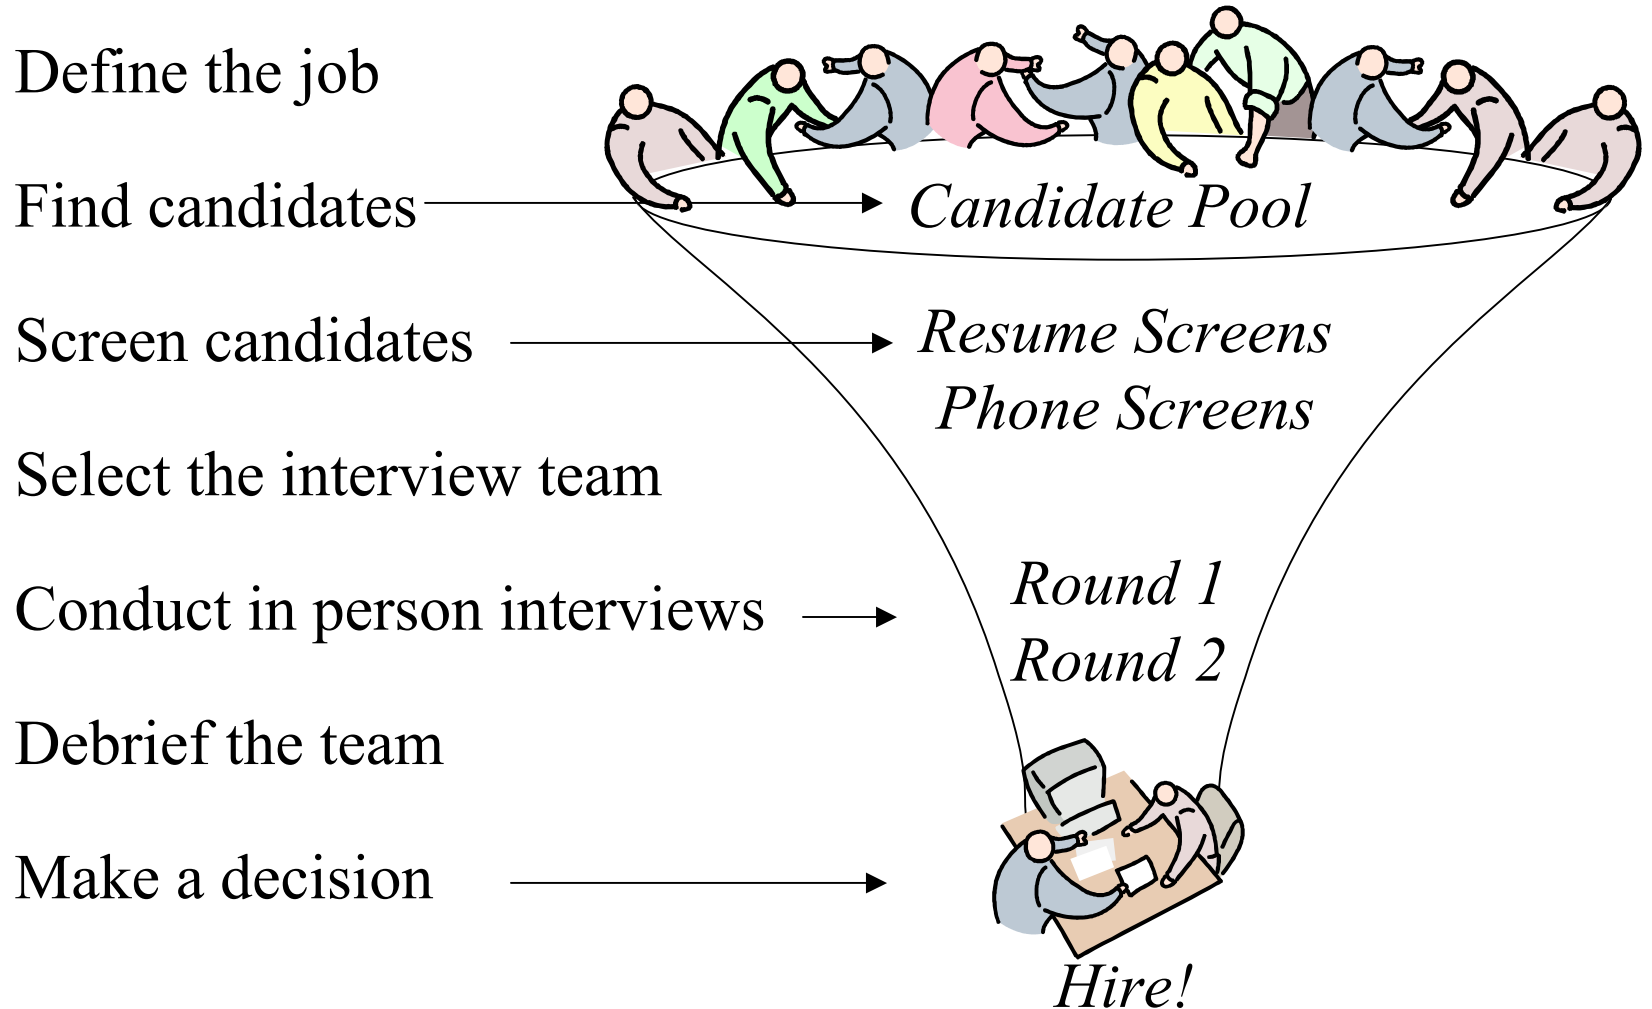 Define the job
Find candidates
Candidate Pool
Screen candidates
Resume Screens
Phone Screens
Select the interview team
Conduct in person interviews
Round 1
Round 2
Debrief the team
Make a decision
Hire!